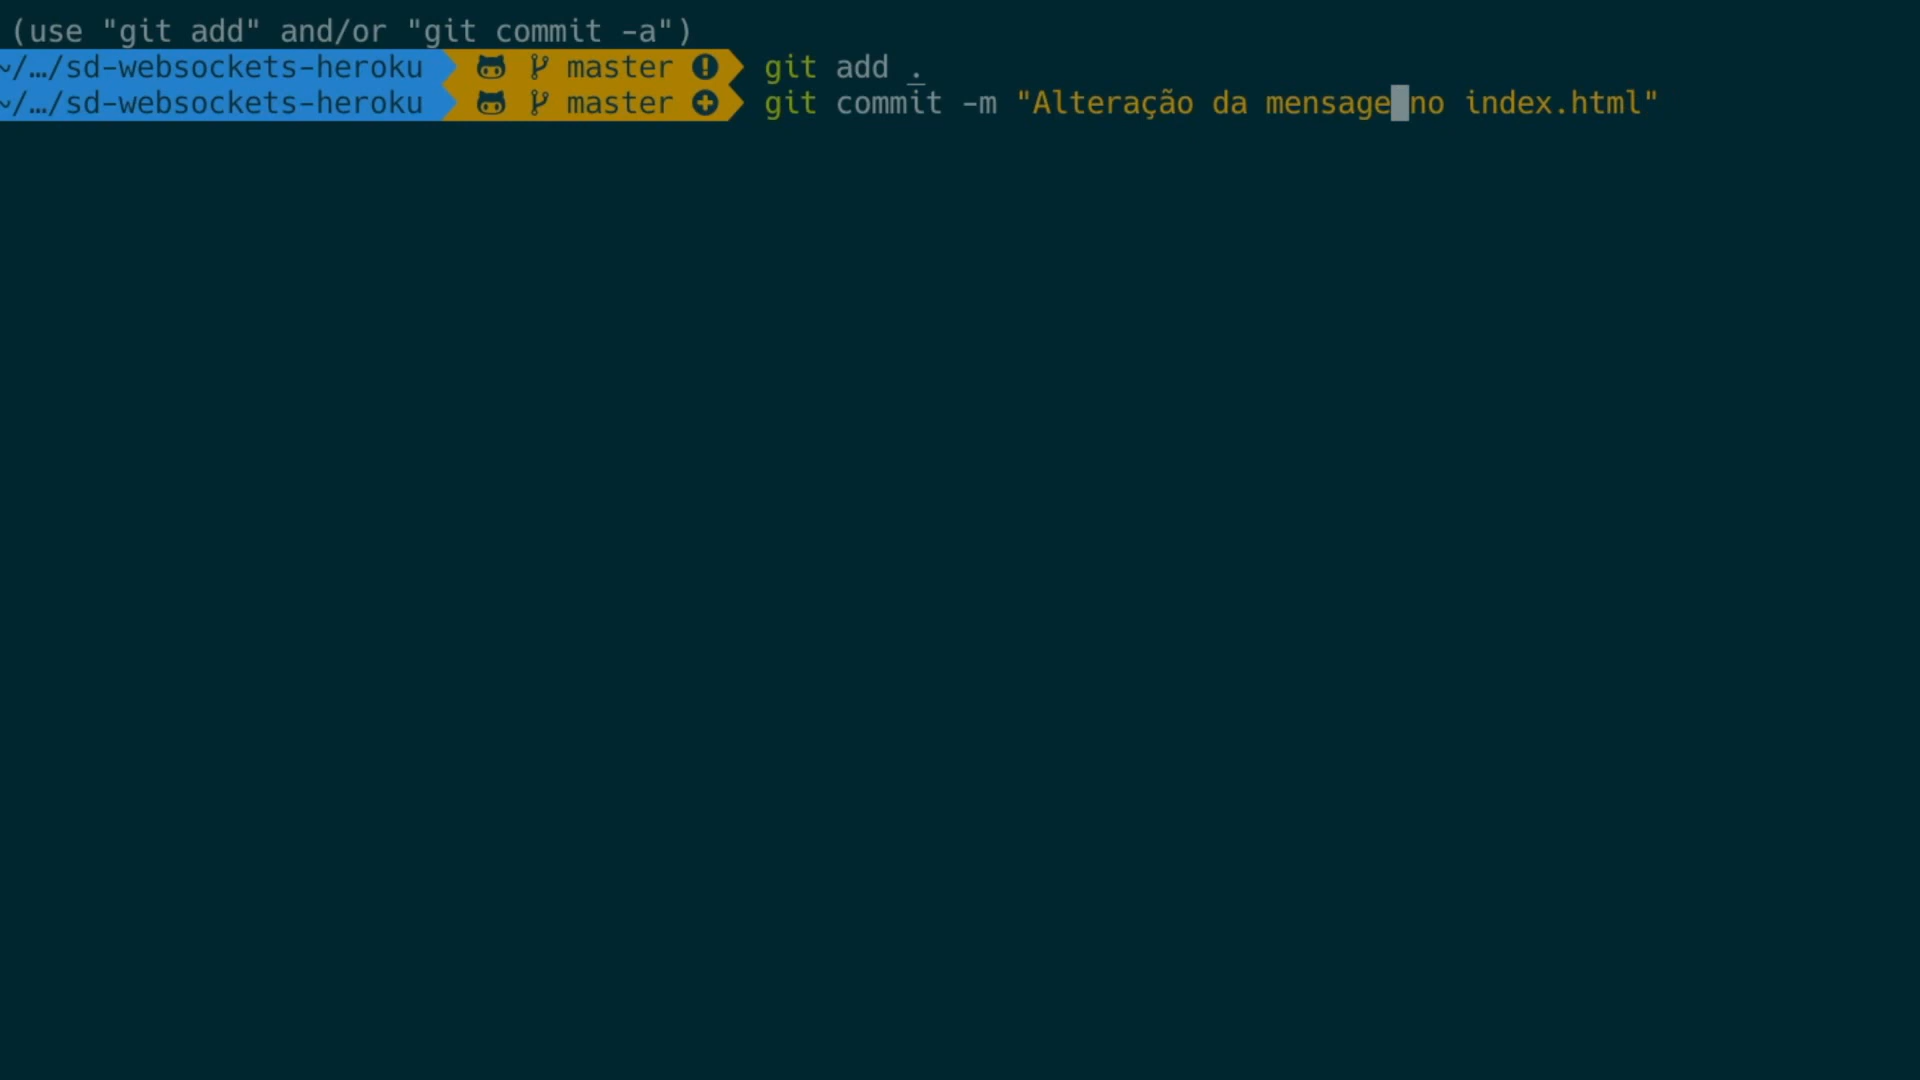 (use "git add" and/or "git commit -a")
~/…/sd-websockets-heroku master git add .
~/…/sd-websockets-heroku master git commit -m "Alteração da mensage no index.html"